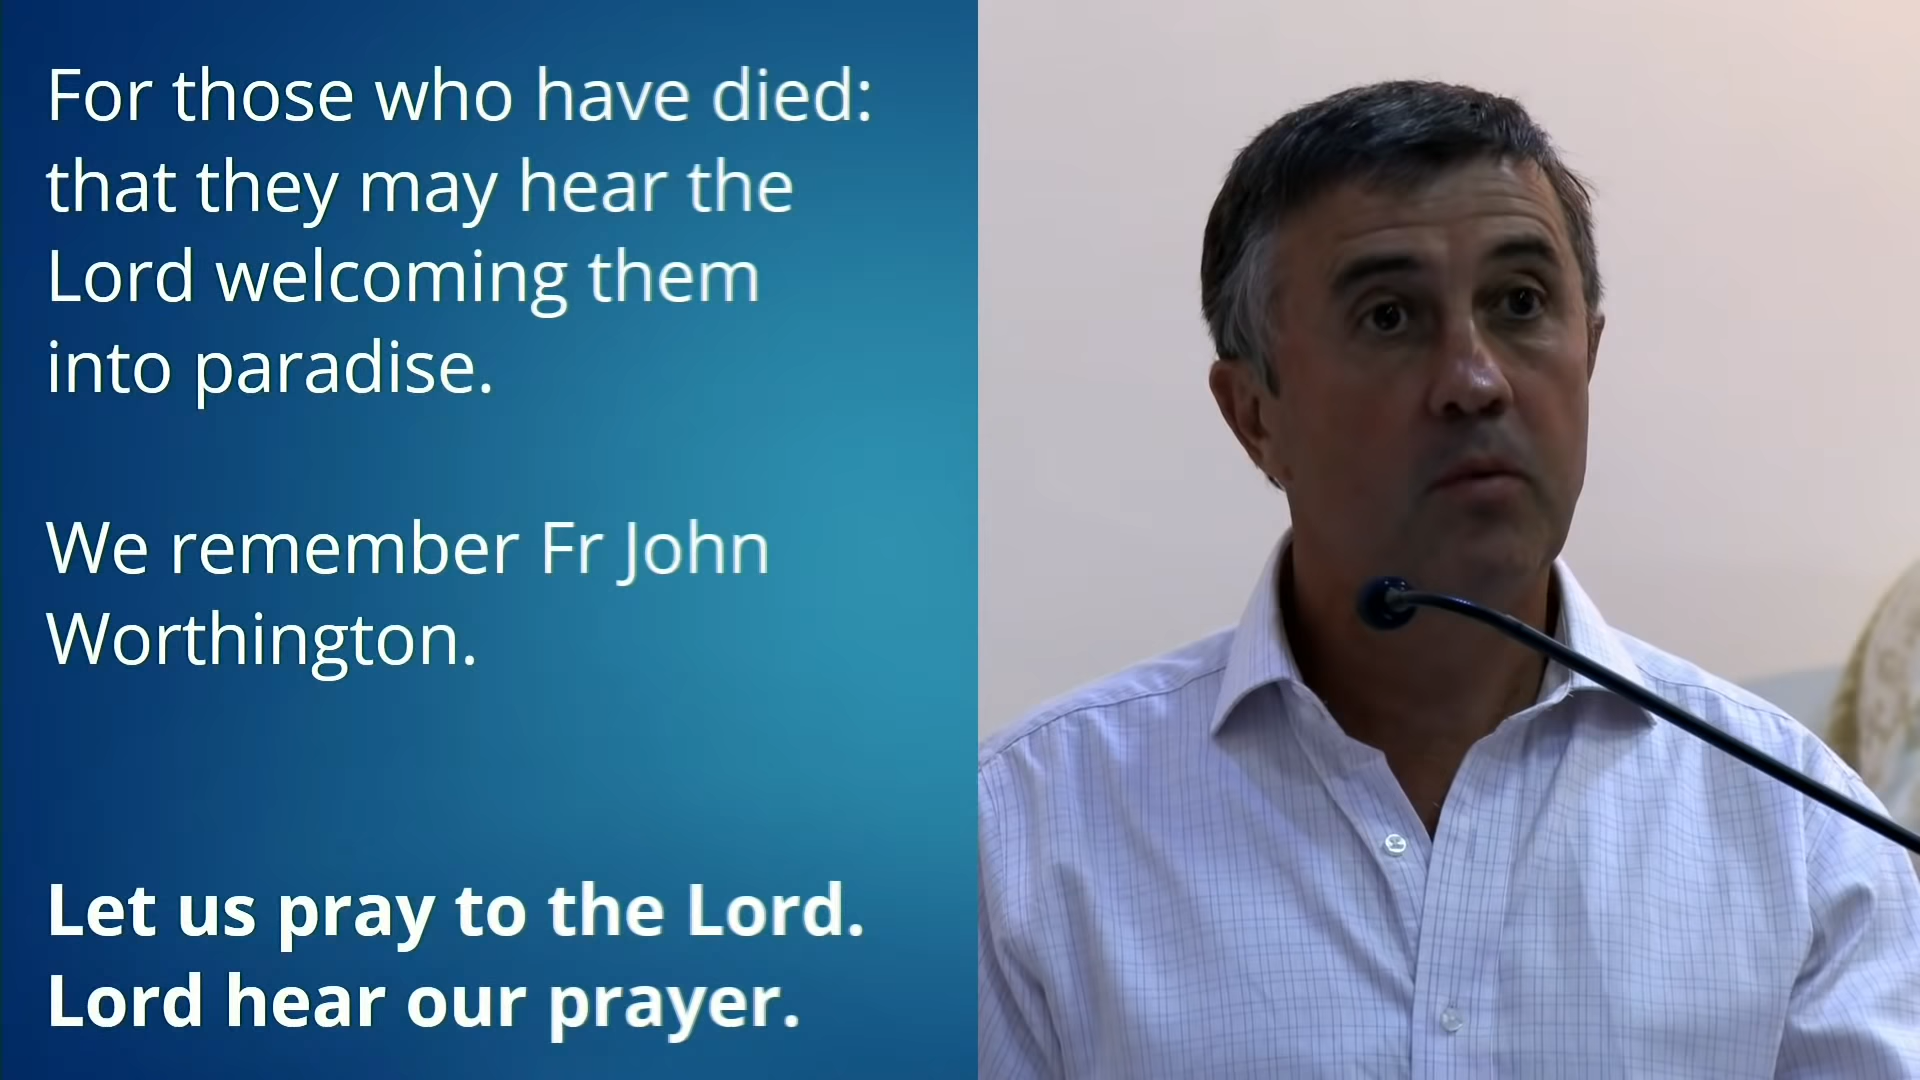 For those who have died:
that they may hear the
Lord welcoming them
into paradise.
We remember Fr John
Worthington.
Let us pray to the Lord.
Lord hear our prayer.